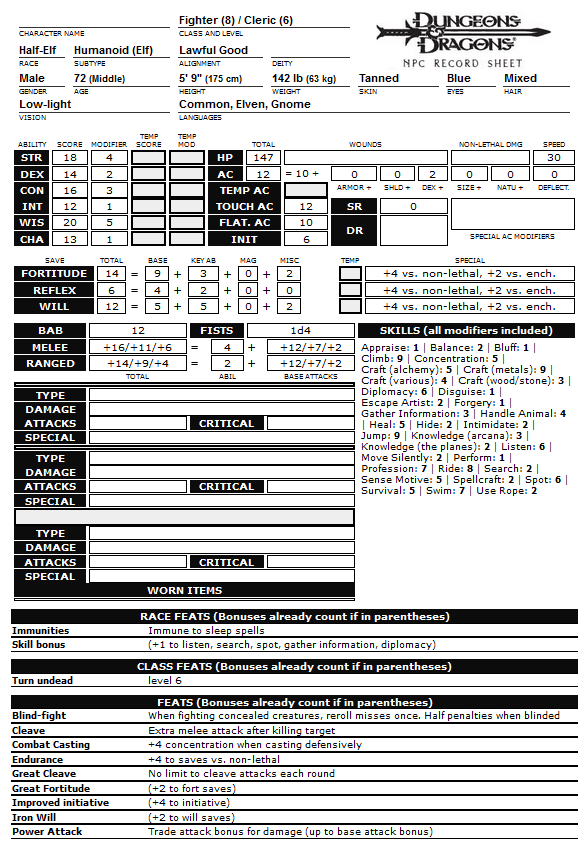 Fighter (8) / Cleric (6)
CHARACTER NAME CLASS AND LEVEL
DUNGEONS & DRAGONS®
NPC RECORD SHEET
Half-Elf Humanoid (Elf) Lawful Good
RACE SUBTYPE ALIGNMENT DEITY
Male 72 (Middle) 5' 9" (175 cm) 142 lb (63 kg) Tanned Blue Mixed
GENDER AGE HEIGHT WEIGHT SKIN EYES HAIR
Low-light Common, Elven, Gnome
VISION LANGUAGES
ABILITY SCORE MODIFIER TEMP SCORE TEMP MOD TOTAL WOUNDS NON-LETHAL DMG SPEED
STR 18 4 HP 147 30
DEX 14 2 AC 12 = 10 + 0 0 2 0 0 0
CON 16 3 TEMP AC ARMOR + SHLD + DEX + SIZE + NATU + DEFLECT.
INT 12 1 TOUCH AC 12 SR 0
WIS 20 5 FLAT. AC 10 DR
CHA 13 1 INIT 6 SPECIAL AC MODIFIERS
SAVE TOTAL BASE KEY AB MAG MISC TEMP SPECIAL
FORTITUDE 14 = 9 + 3 + 0 + 2 +4 vs. non-lethal, +2 vs. ench.
REFLEX 6 = 4 + 2 + 0 + 0 +4 vs. non-lethal, +2 vs. ench.
WILL 12 = 5 + 5 + 0 + 2 +4 vs. non-lethal, +2 vs. ench.
BAB 12 FISTS 1d4
MELEE +16/+11/+6 = 4 + +12/+7/+2
RANGED +14/+9/+4 = 2 + +12/+7/+2
TOTAL ABIL BASE ATTACKS
SKILLS (all modifiers included)
Appraise: 1 | Balance: 2 | Bluff: 1 |
Climb: 9 | Concentration: 5 |
Craft (alchemy): 5 | Craft (metals): 9 |
Craft (various): 4 | Craft (wood/stone): 3 |
Diplomacy: 6 | Disguise: 1 |
Escape Artist: 2 | Forgery: 1 |
Gather Information: 3 | Handle Animal: 4
| Heal: 5 | Hide: 2 | Intimidate: 2 |
Jump: 9 | Knowledge (arcana): 3 |
Knowledge (the planes): 2 | Listen: 6 |
Move Silently: 2 | Perform: 1 |
Profession: 7 | Ride: 8 | Search: 2 |
Sense Motive: 5 | Spellcraft: 2 | Spot: 6 |
Survival: 5 | Swim: 7 | Use Rope: 2
TYPE
DAMAGE
ATTACKS CRITICAL
SPECIAL
TYPE
DAMAGE
ATTACKS CRITICAL
SPECIAL
TYPE
DAMAGE
ATTACKS CRITICAL
SPECIAL
WORN ITEMS
RACE FEATS (Bonuses already count if in parentheses)
Immunities Immune to sleep spells
Skill bonus (+1 to listen, search, spot, gather information, diplomacy)
CLASS FEATS (Bonuses already count if in parentheses)
Turn undead level 6
FEATS (Bonuses already count if in parentheses)
Blind-fight When fighting concealed creatures, reroll misses once. Half penalties when blinded
Cleave Extra melee attack after killing target
Combat Casting +4 concentration when casting defensively
Endurance +4 to saves vs. non-lethal
Great Cleave No limit to cleave attacks each round
Great Fortitude (+2 to fort saves)
Improved initiative (+4 to initiative)
Iron Will (+2 to will saves)
Power Attack Trade attack bonus for damage (up to base attack bonus)